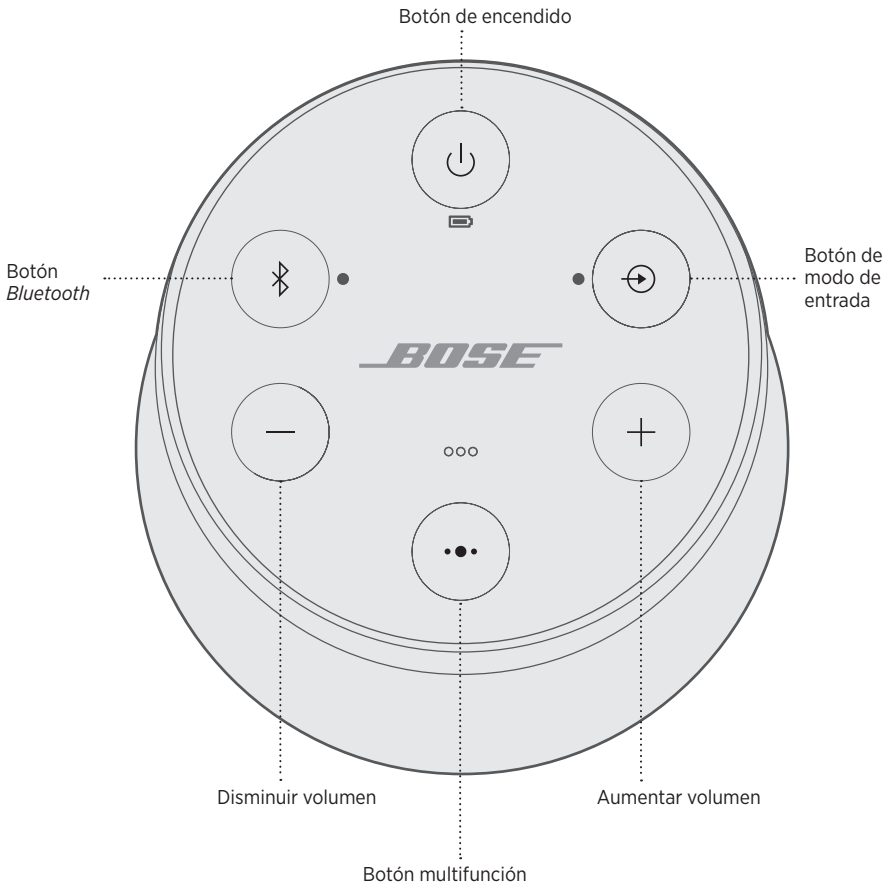 Botón de encendido
Botón
Bluetooth
Botón de
modo de
entrada
BOSE
Disminuir volumen
Aumentar volumen
Botón multifunción